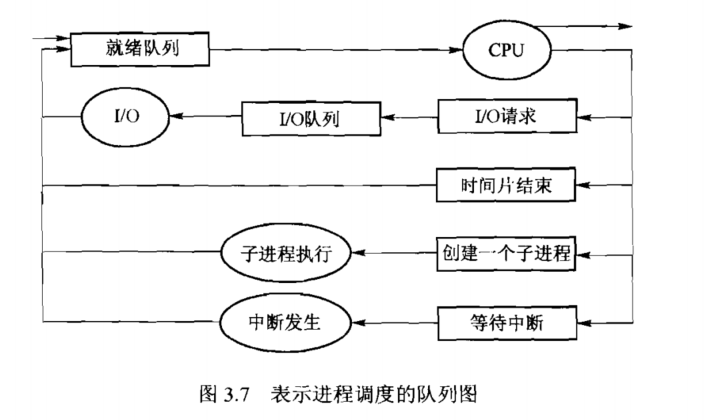 就绪队列
CPU
I/O
I/O队列
I/O请求
时间片结束
子进程执行
创建一个子进程
中断发生
等待中断
图 3.7 表示进程调度的队列图